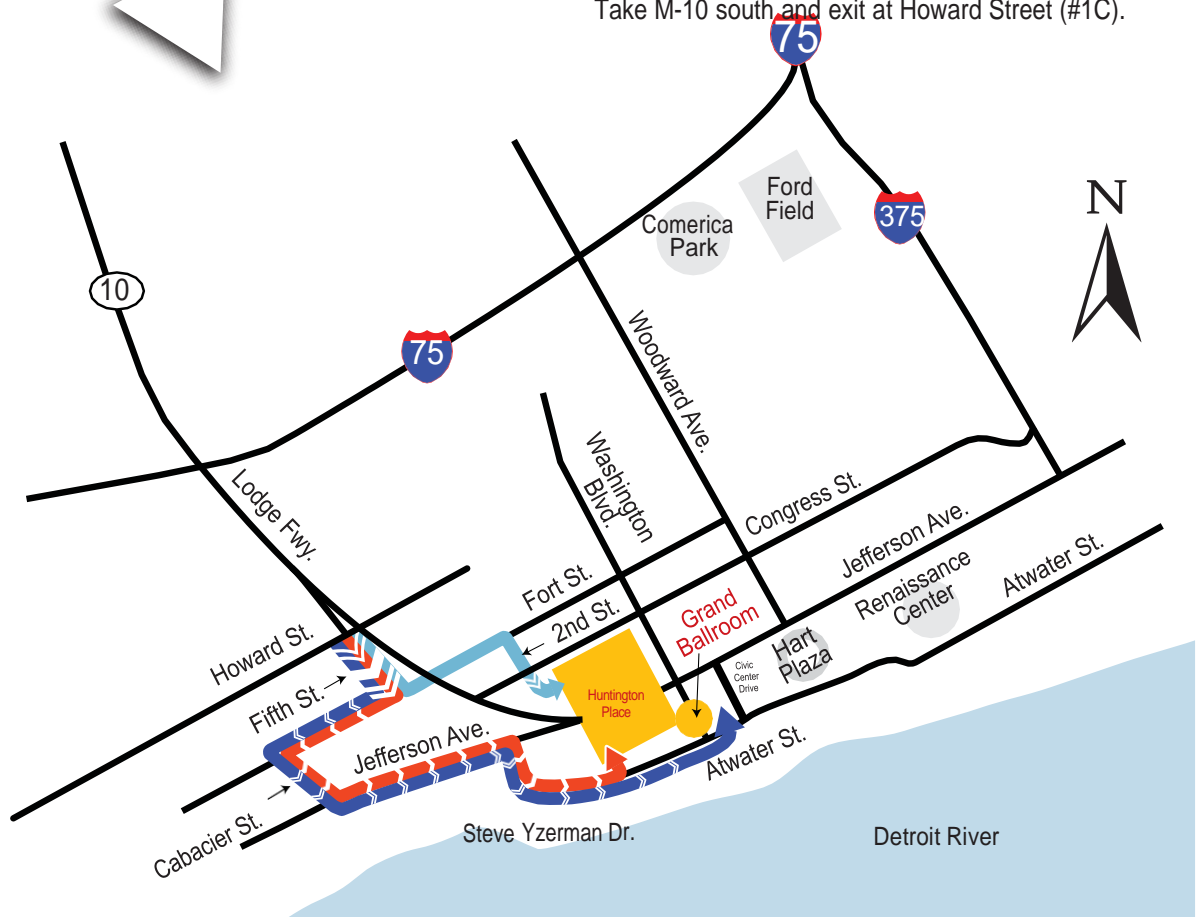 Take M-10 south and exit at Howard Street (#1C).
75
Ford
Field
N
375
Comerica
Park
10
75
Woodward Ave.
Washington
Blvd.
Lodge Fwy.
Congress St.
Jefferson Ave.
Atwater St.
Renaissance
Center
Fort St.
2nd St.
Grand
Ballroom
Hart
Plaza
Civic
Center
Drive
Howard St.
Fifth St.
Huntington
Place
Jefferson Ave.
Atwater St.
Cabacier St.
Steve Yzerman Dr.
Detroit River